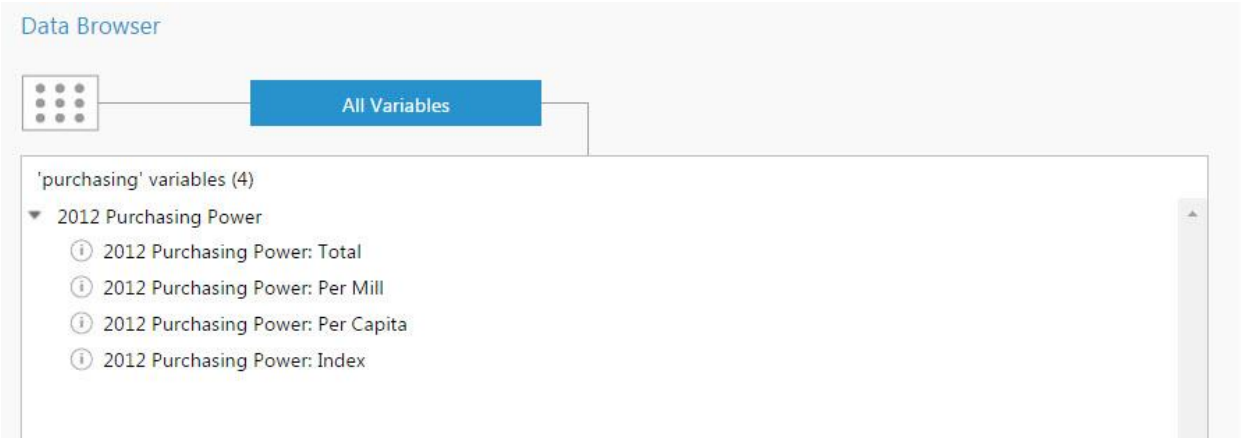 Data Browser
All Variables
'purchasing' variables (4)
2012 Purchasing Power
2012 Purchasing Power: Total
2012 Purchasing Power: Per Mill
2012 Purchasing Power: Per Capita
2012 Purchasing Power: Index